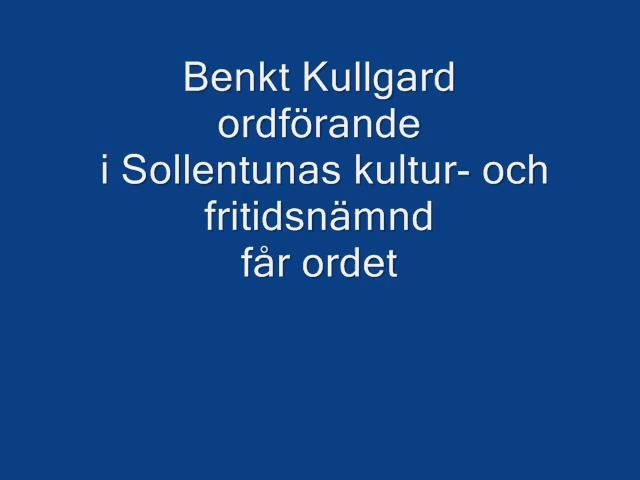 Benkt Kullgard
ordförande
i Sollentunas kultur- och
fritidsnämnd
får ordet